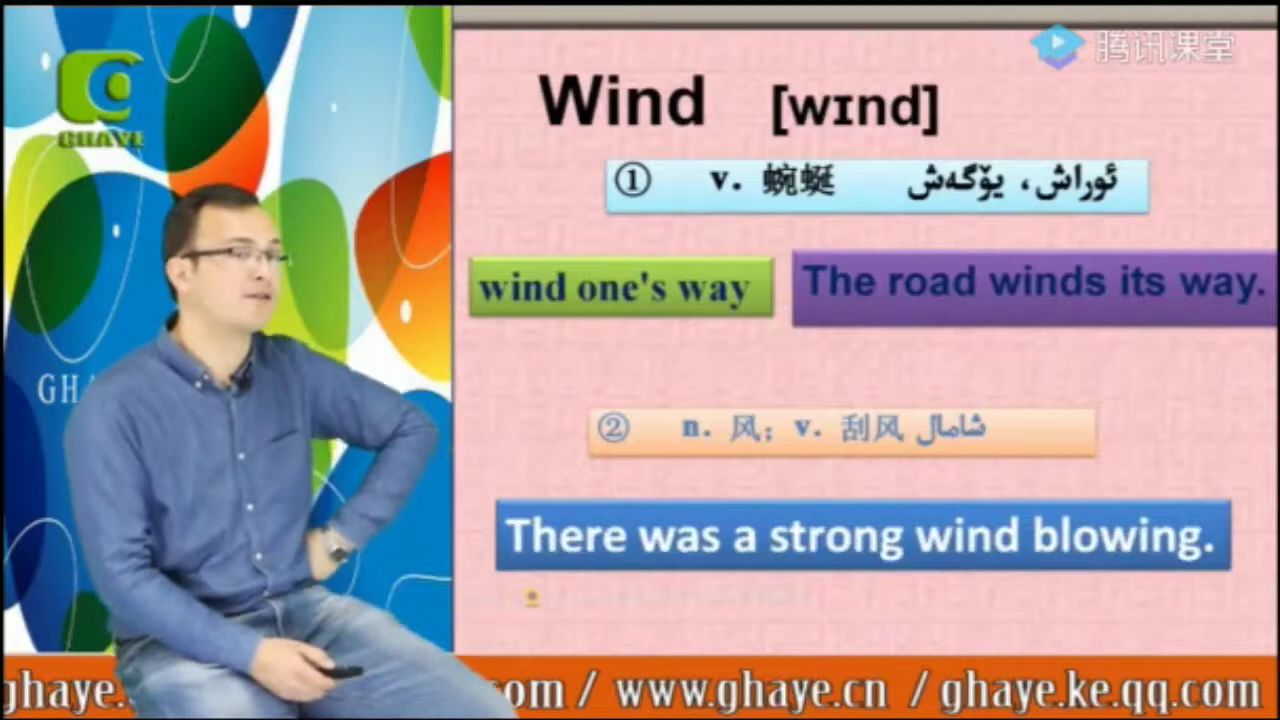 GHAYE
腾讯课堂
Wind [wɪnd]
① v. 蜿蜒 ئوراش، يۆگەش
wind one's way
The road winds its way.
② n. 风; v. 刮风 شامال
There was a strong wind blowing.
GHA
ghaye. com / www.ghaye.cn / ghaye.ke.qq.com